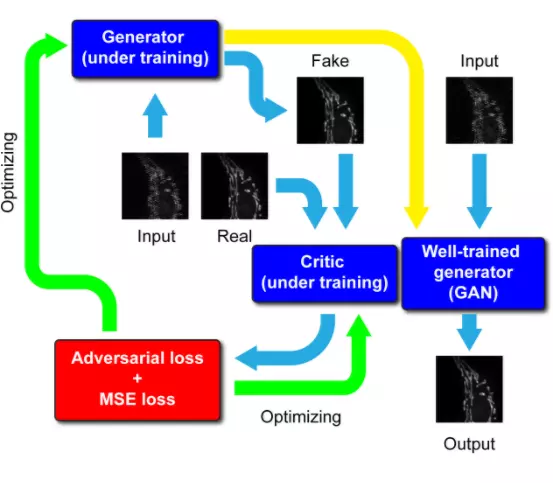 Generator
(under training)
Fake
Input
Optimizing
Input
Real
Critic
(under training)
Well-trained
generator
(GAN)
Adversarial loss
+
MSE loss
Optimizing
Output